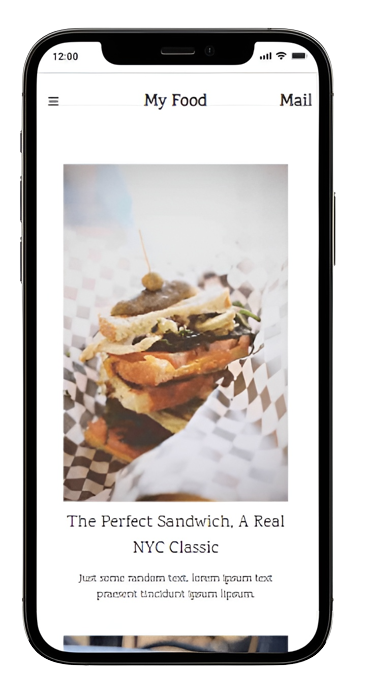 12:00
My Food Mail
The Perfect Sandwich, A Real
NYC Classic
Just some random text, lorem ipsum text
praesent tincidunt ipsum lipsum.